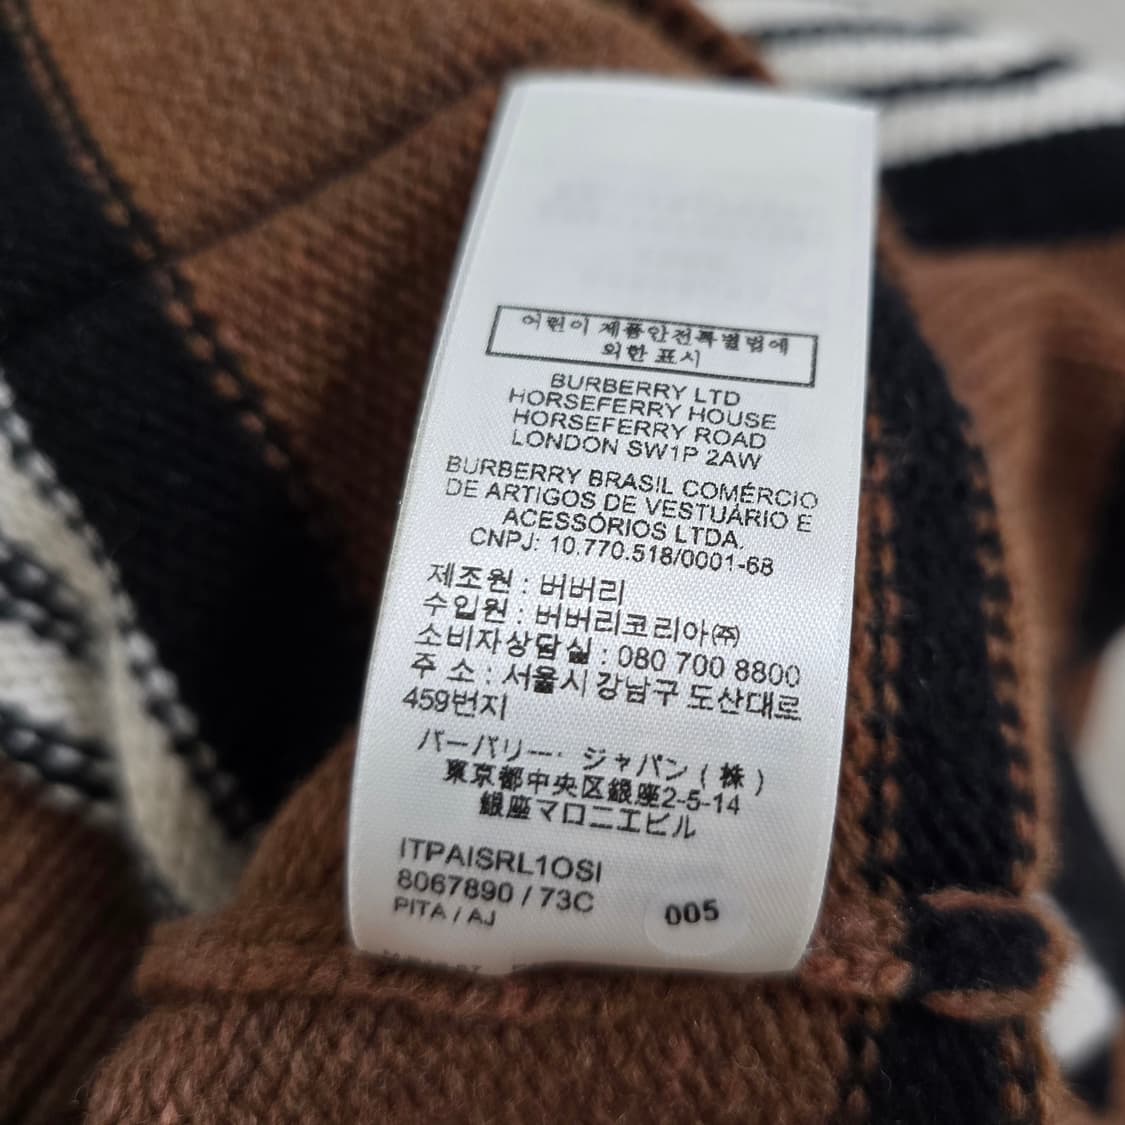 어린이 제품안전특별법에
의한 표시
BURBERRY LTD
HORSEFERRY HOUSE
HORSEFERRY ROAD
LONDON SW1P 2AW
BURBERRY BRASIL COMÉRCIO
DE ARTIGOS DE VESTUÁRIO E
ACESSÓRIOS LTDA.
CNPJ: 10.770.518/0001-68
제조원 : 버버리
수입원 : 버버리코리아㈜
소비자상담실 : 080 700 8800
주 소 : 서울시 강남구 도산대로
459번지
バーバリー・ジャパン ( 株 )
東京都中央区銀座2-5-14
銀座マロニエビル
ITPAISRL1OSI
8067890 / 73C
PITA / AJ
005